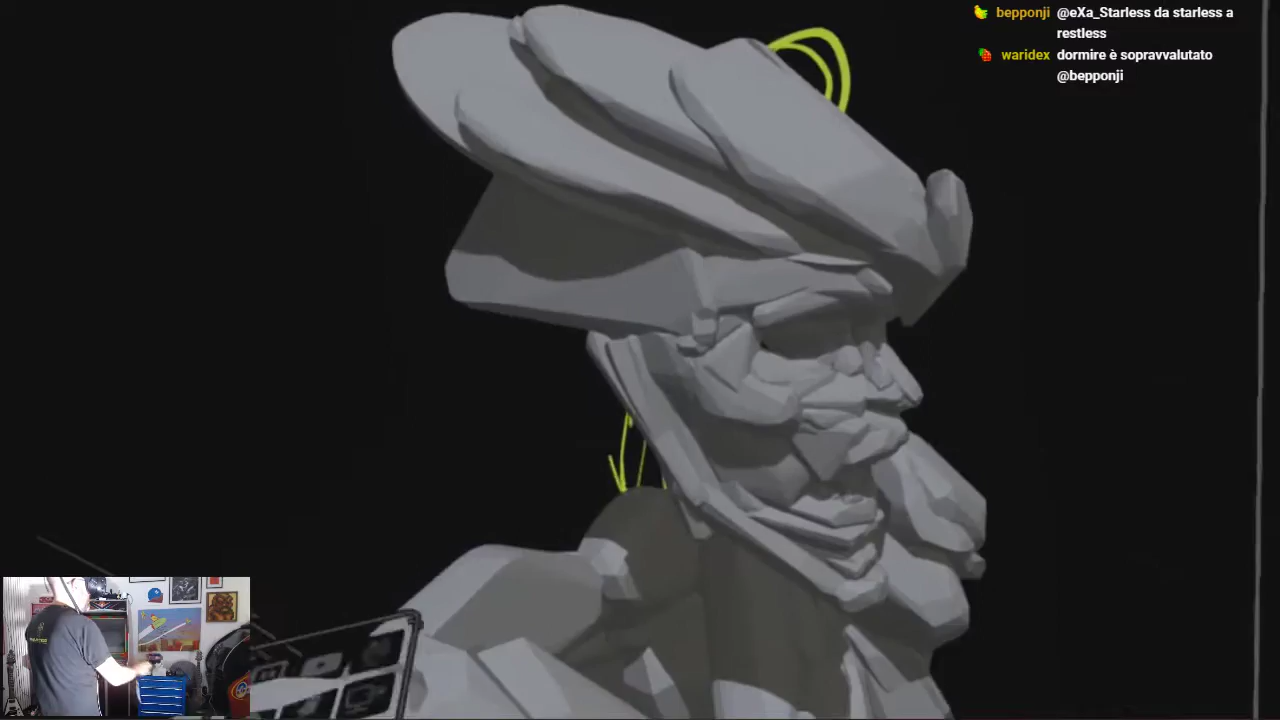 bepponji @eXa_Starless da starless a
restless
waridex dormire è sopravvalutato
@bepponji